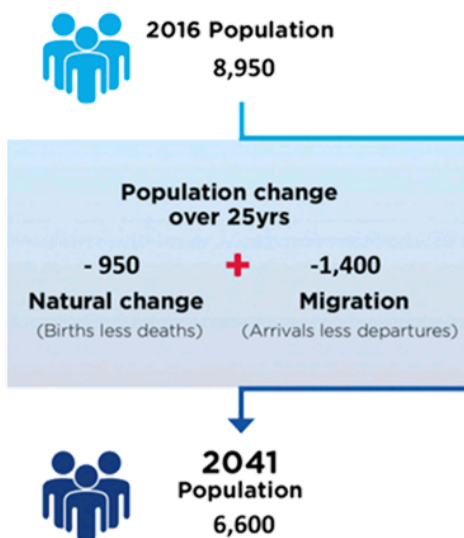 2016 Population
8,950
Population change
over 25yrs
- 950 + -1,400
Natural change Migration
(Births less deaths) (Arrivals less departures)
2041
Population
6,600